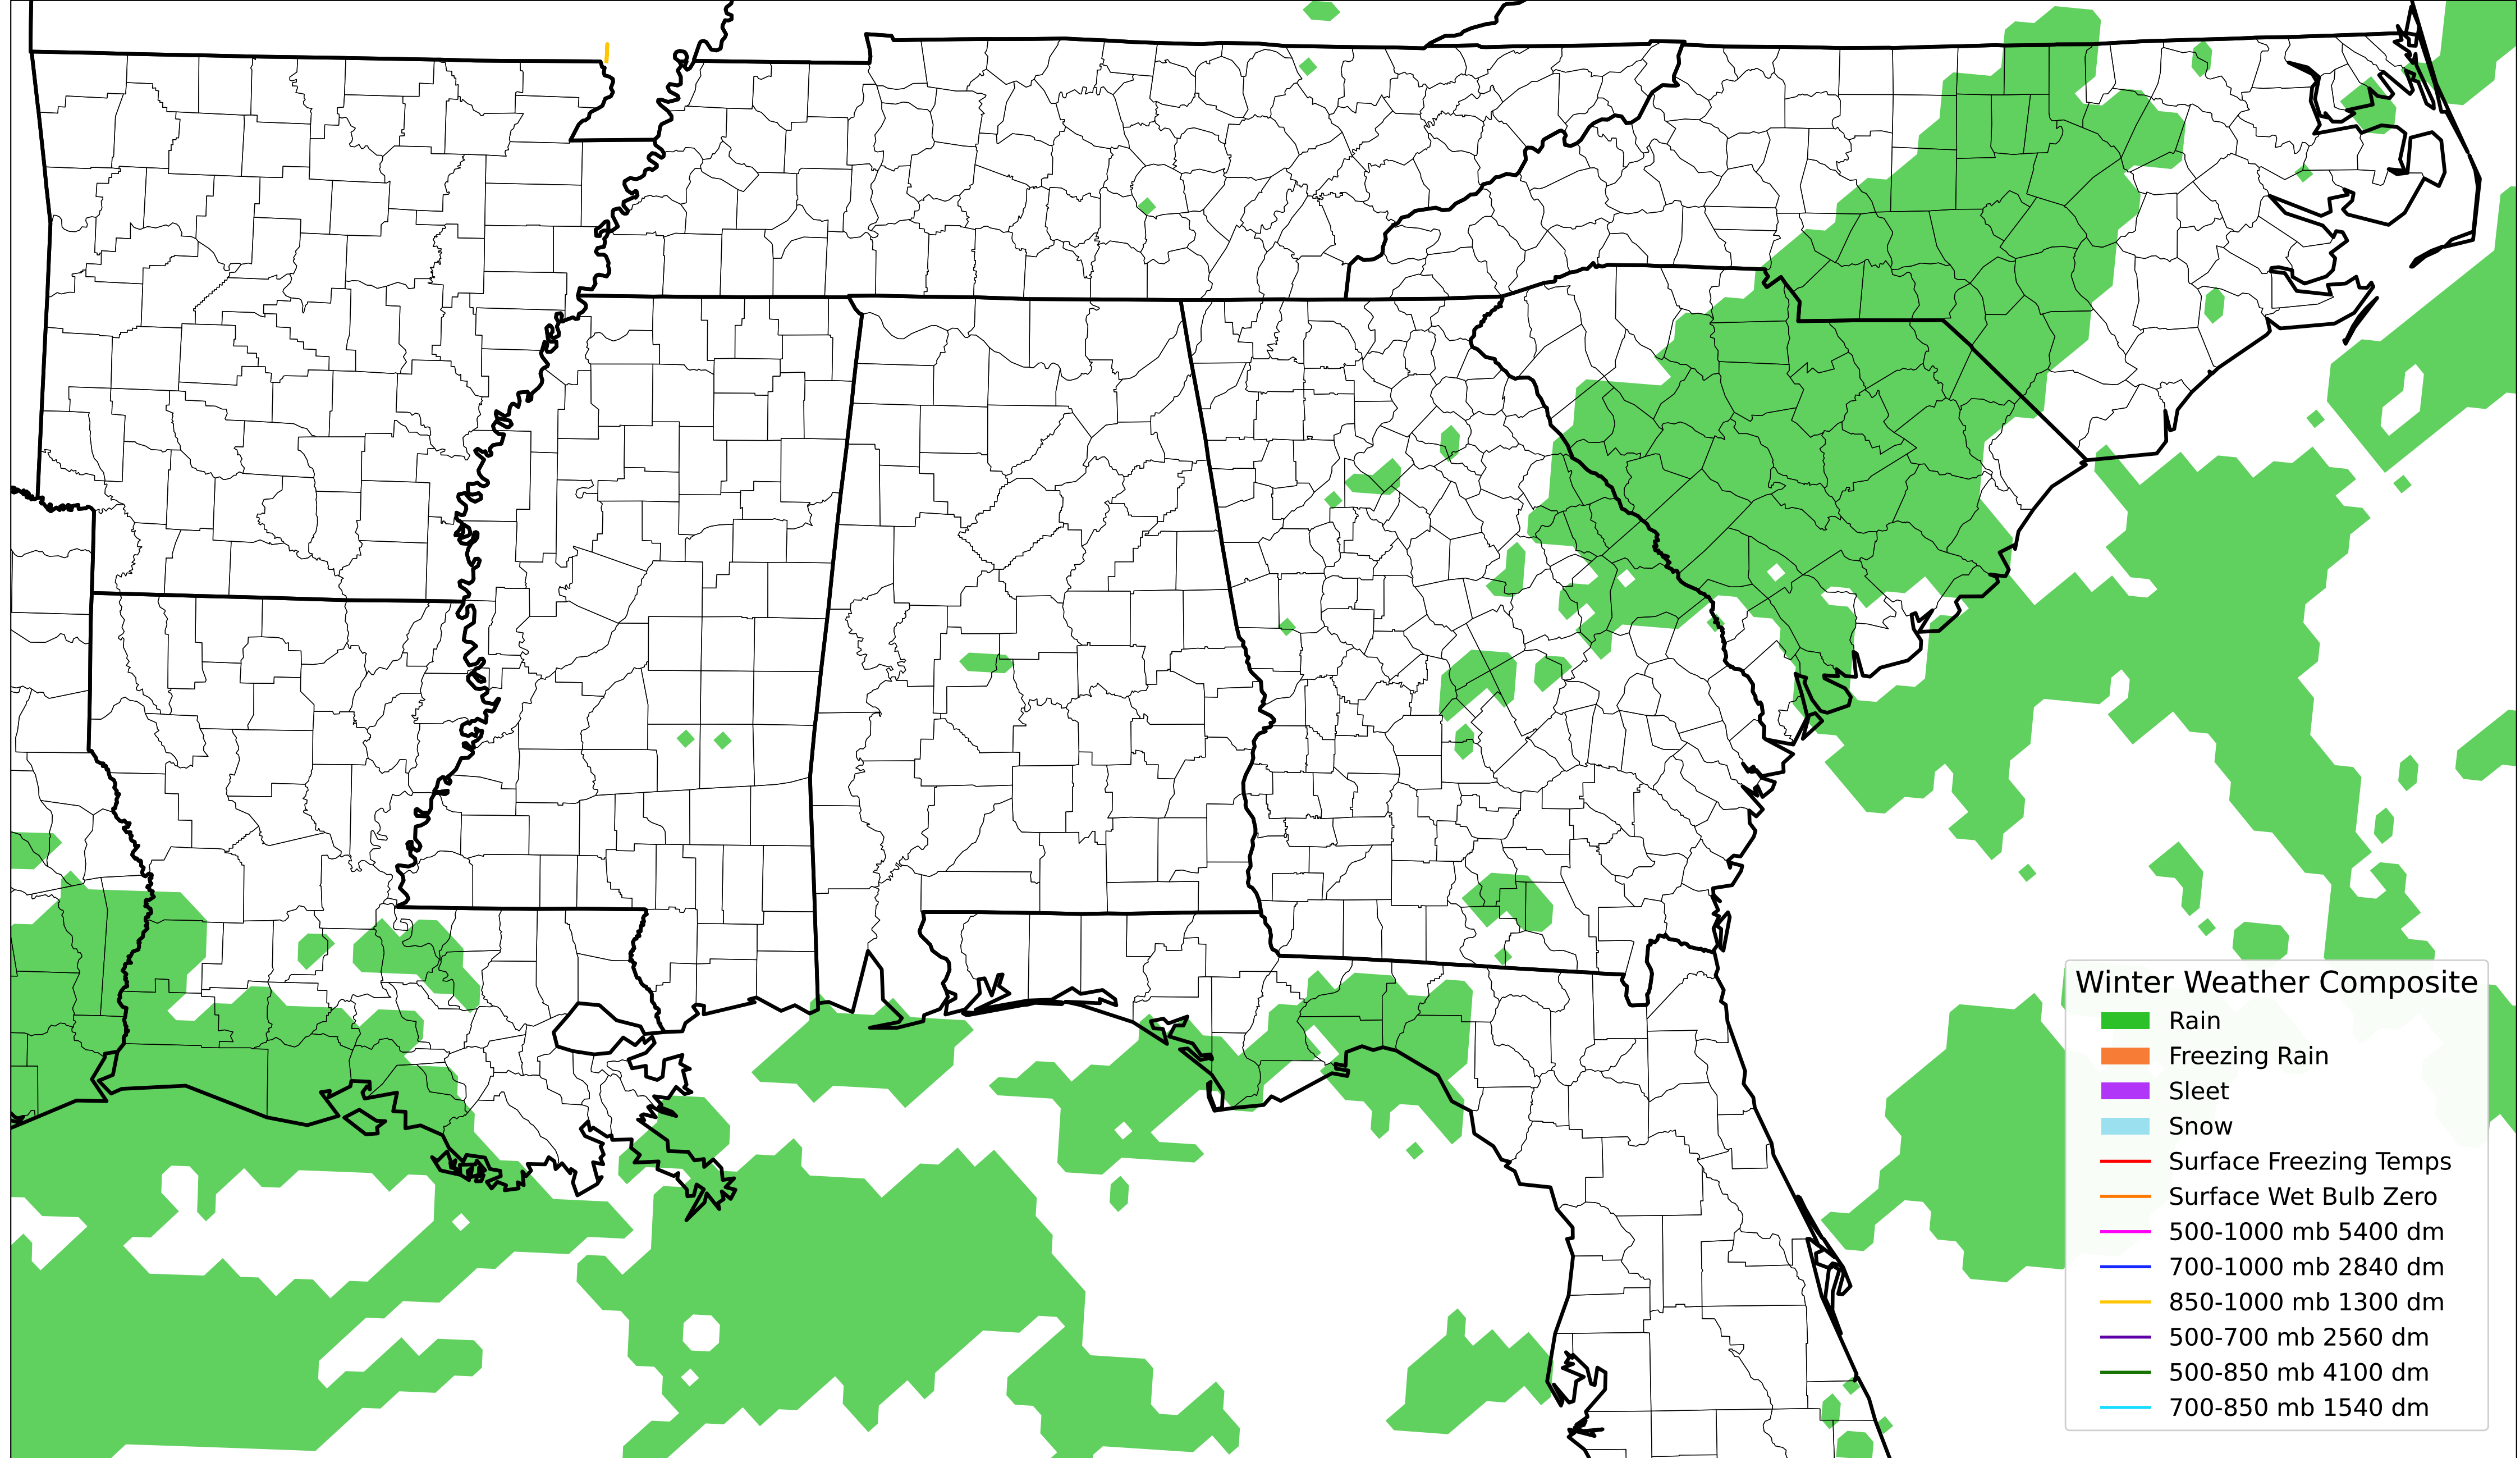 Winter Weather Composite
Rain
Freezing Rain
Sleet
Snow
Surface Freezing Temps
Surface Wet Bulb Zero
500-1000 mb 5400 dm
700-1000 mb 2840 dm
850-1000 mb 1300 dm
500-700 mb 2560 dm
500-850 mb 4100 dm
700-850 mb 1540 dm